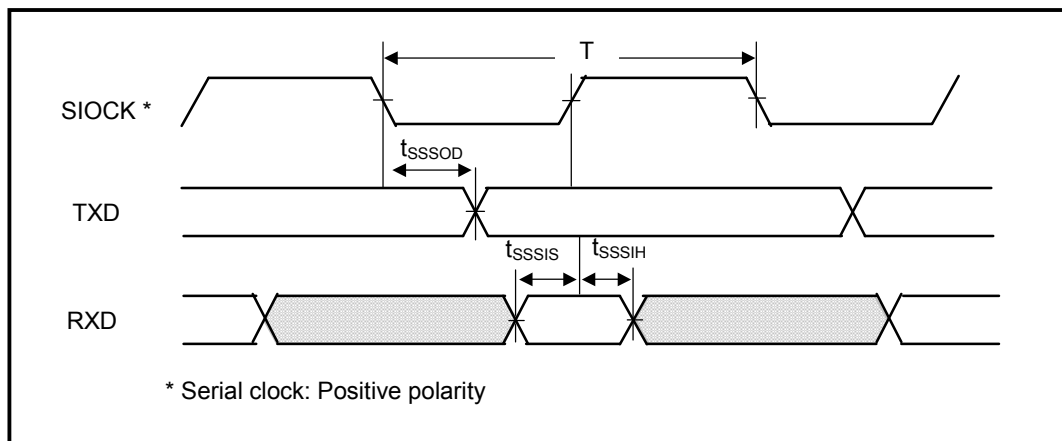 T
SIOCK *
tSSSOD
TXD
tSSSIS tSSSIH
RXD
* Serial clock: Positive polarity